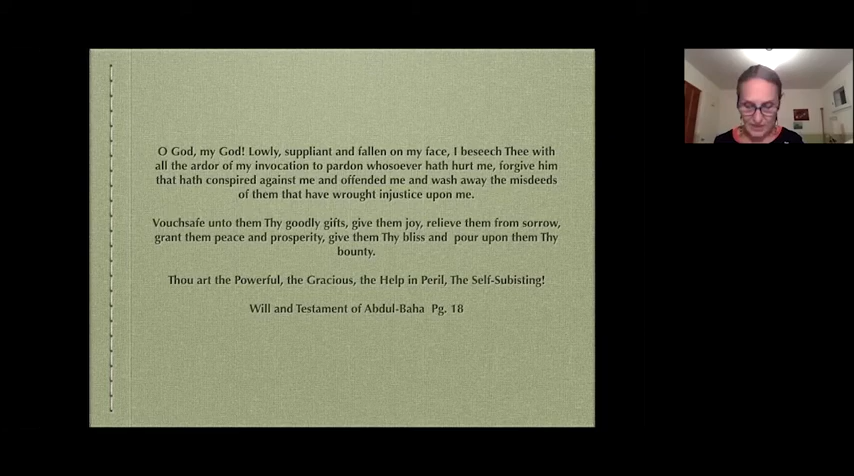 O God, my God! Lowly, suppliant and fallen on my face, I beseech Thee with
all the ardor of my invocation to pardon whosoever hath hurt me, forgive him
that hath conspired against me and offended me and wash away the misdeeds
of them that have wrought injustice upon me.
Vouchsafe unto them Thy goodly gifts, give them joy, relieve them from sorrow,
grant them peace and prosperity, give them Thy bliss and pour upon them Thy
bounty.
Thou art the Powerful, the Gracious, the Help in Peril, The Self-Subisting!
Will and Testament of Abdul-Baha Pg. 18